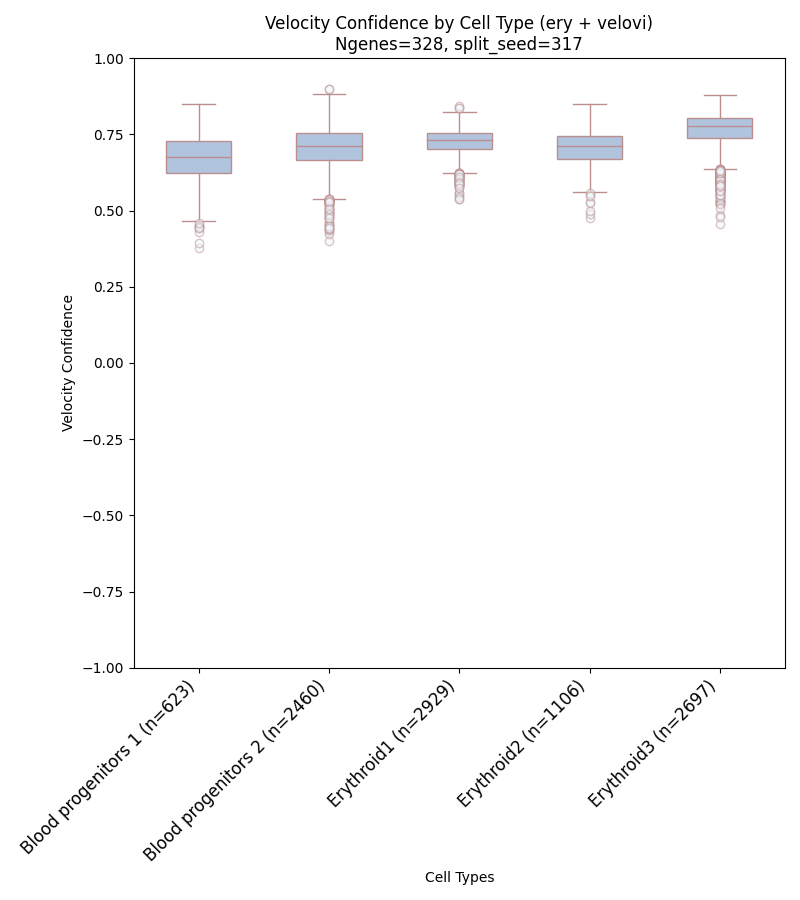 Velocity Confidence by Cell Type (ery + velovi)
Ngenes=328, split_seed=317
Velocity Confidence
1.00
0.75
0.50
0.25
0.00
−0.25
−0.50
−0.75
−1.00
Blood progenitors 1 (n=623)
Blood progenitors 2 (n=2460)
Erythroid1 (n=2929)
Erythroid2 (n=1106)
Erythroid3 (n=2697)
Cell Types